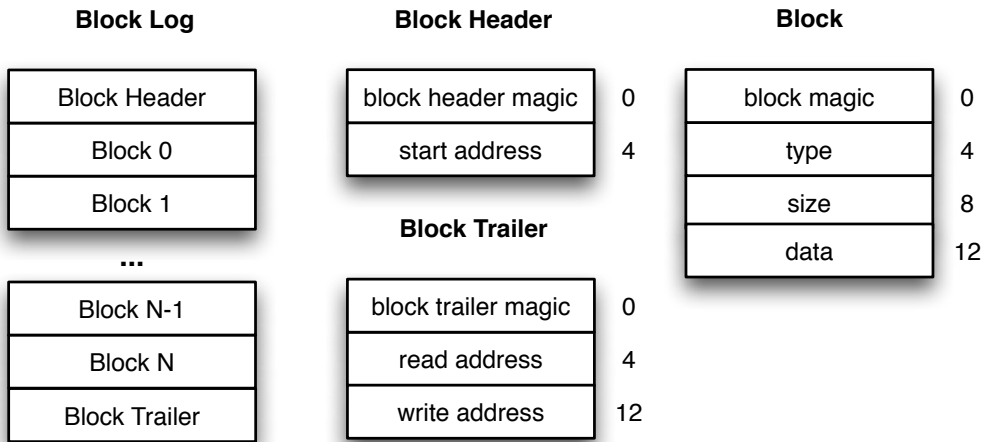 Block Log
Block Header
Block 0
Block 1
...
Block N-1
Block N
Block Trailer
Block Header
block header magic 0
start address 4
Block Trailer
block trailer magic 0
read address 4
write address 12
Block
block magic 0
type 4
size 8
data 12